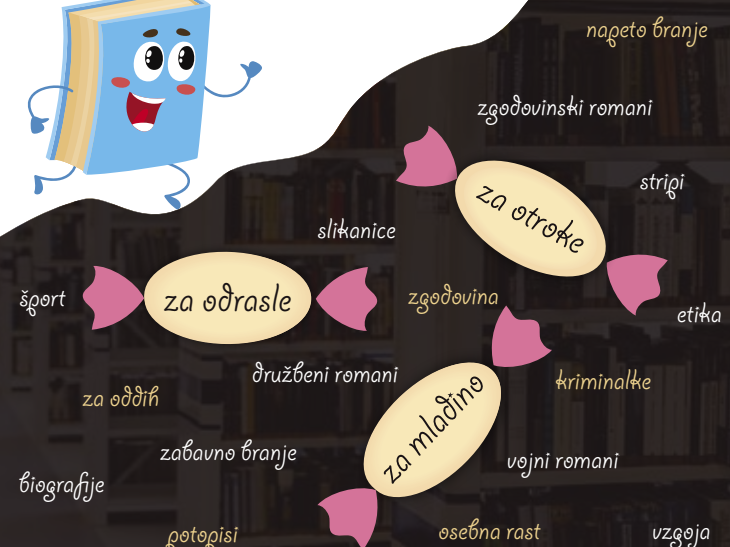 napeto branje
zgodovinski romani
stripi
za otroke
slikanice
šport
za odrasle
zgodovina
etika
družbeni romani
kriminalke
za oddih
za mladino
zabavno branje
vojni romani
biografije
potopisi
osebna rast
vzgoja